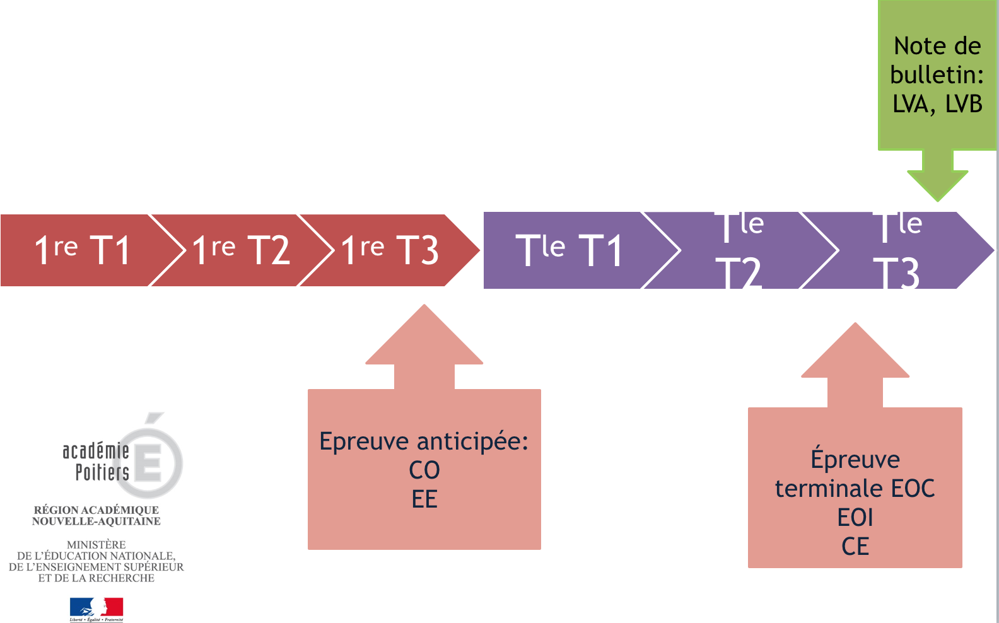 Note de
bulletin:
LVA, LVB
1re T1
1re T2
1re T3
Tle T1
Tle
T2
Tle
T3
Epreuve anticipée:
CO
EE
Épreuve
terminale EOC
EOI
CE
académie
Poitiers
É
RÉGION ACADÉMIQUE
NOUVELLE-AQUITAINE
MINISTÈRE
DE L'ÉDUCATION NATIONALE,
DE L'ENSEIGNEMENT SUPÉRIEUR
ET DE LA RECHERCHE
Liberté • Égalité • Fraternité